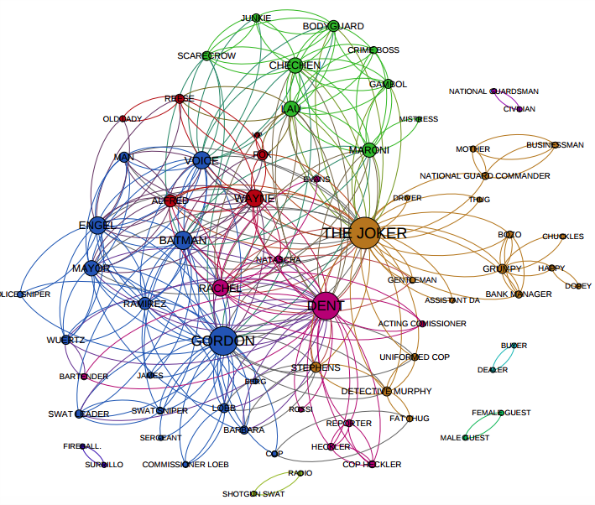 JUNKIE
BODYGUARD
SCARECROW
CRIME BOSS
CHECHEN
GAMBOL
NATIONAL GUARDSMAN
REESE
CIVILIAN
LAU
OLD LADY
MISTRESS
MARONI
MOTHER
BUSINESSMAN
MAN
VOICE
FOX
EVANS
NATIONAL GUARD COMMANDER
ALFRED
WAYNE
DRIVER
THUG
ENGEL
BATMAN
THE JOKER
BOZO
CHUCKLES
NATASCHA
MAYOR
GRUMPY
HAPPY
GENTLEMAN
RACHEL
BANK MANAGER
DOPEY
LICE SNIPER
RAMIREZ
DENT
ASSISTANT DA
ACTING COMISSIONER
WUERTZ
GORDON
BUTLER
UNIFORMED COP
STEPHENS
DEALER
BARTENDER
JAMES
BERG
DETECTIVE MURPHY
SWAT LEADER
SWAT SNIPER
LOEB
ROSSI
FEMALE GUEST
FAT THUG
REPORTER
BARBARA
SERGEANT
MALE GUEST
FIREBALL.
HECKLER
COP
SURILLO
COMMISSIONER LOEB
COP HECKLER
RADIO
SHOTGUN SWAT